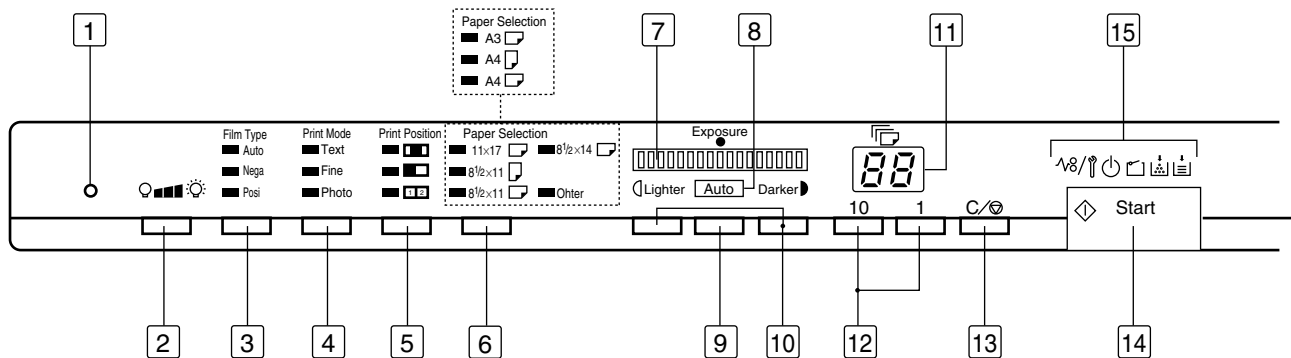 1
Paper Selection
A3
A4
A4
7
8
11
15
Film Type
Auto
Nega
Posi
Print Mode
Text
Fine
Photo
Print Position
1 2
Paper Selection
11×17
8½×14
8½×11
8½×11
Ohter
Exposure
Lighter
Auto
Darker
88
10
1
C/
Start
2
3
4
5
6
9
10
12
13
14